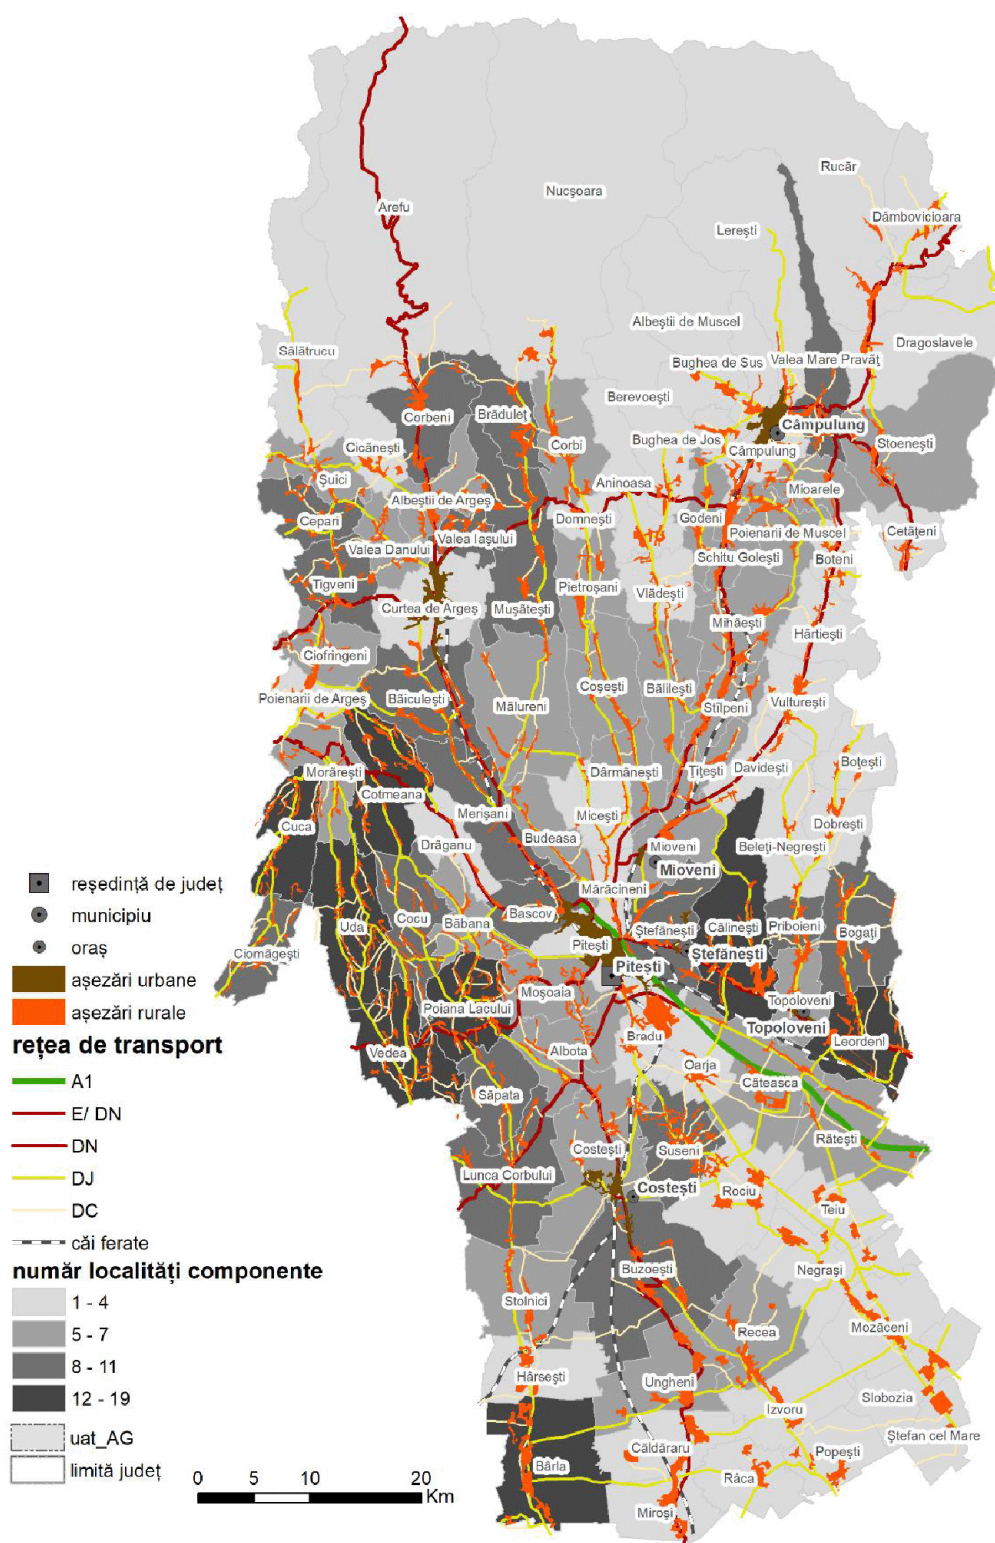 Rucăr
Nucșoara
Arefu
Dâmbovicioara
Lerești
Albeștii de Muscel
Dragoslavele
Sălătrucu
Bughea de Sus
Valea Mare Pravăț
Berevoești
Corbeni
Brăduleț
Câmpulung
Cicănești
Corbi
Bughea de Jos
Câmpulung
Stoenești
Șuici
Aninoasa
Mioarele
Albeștii de Argeș
Cepari
Domnești
Godeni
Poienarii de Muscel
Cetățeni
Valea Danului
Valea Iașului
Schitu Golești
Boteni
Tigveni
Pietroșani
Vlădești
Curtea de Argeș
Mușătești
Mihăești
Hârtiești
Ciofringeni
Coșești
Bălilești
Poienarii de Argeș
Băiculești
Mălureni
Stîlpeni
Vulturești
Morărești
Dârmănești
Țițești
Davidești
Boțești
Cotmeana
Cuca
Merișani
Micești
Dobrești
Drăganu
Budeasa
Mioveni
Beleți-Negrești
Mioveni
Mărăcineni
Uda
Cocu
Băbana
Bascov
Ștefănești
Călinești
Priboieni
Bogați
Ciomăgești
Pitești
Ștefănești
Pitești
Moșoaia
Topoloveni
Poiana Lacului
Topoloveni
Bradu
Leordeni
Vedea
Albota
Oarja
Căteasca
Săpata
Rătești
Costești
Suseni
Lunca Corbului
Costești
Rociu
Teiu
Buzoești
Negrași
Stolnici
Recea
Mozăceni
Hârsești
Ungheni
Slobozia
Izvoru
Ștefan cel Mare
Căldăraru
Popești
Bârla
Râca
Miroși
reședință de județ
municipiu
oraș
așezări urbane
așezări rurale
rețea de transport
A1
E/ DN
DN
DJ
DC
căi ferate
număr localități componente
1 - 4
5 - 7
8 - 11
12 - 19
uat_AG
limită județ
0 5 10 20
Km